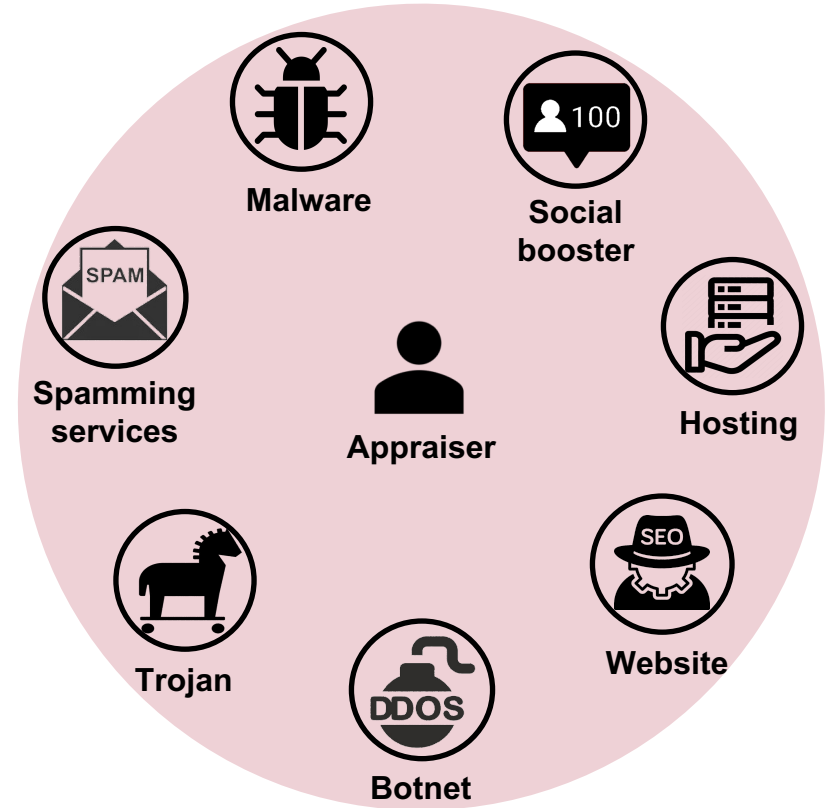 Malware
100
Social
booster
SPAM
Spamming
services
Hosting
Appraiser
SEO
Website
Trojan
DDOS
Botnet